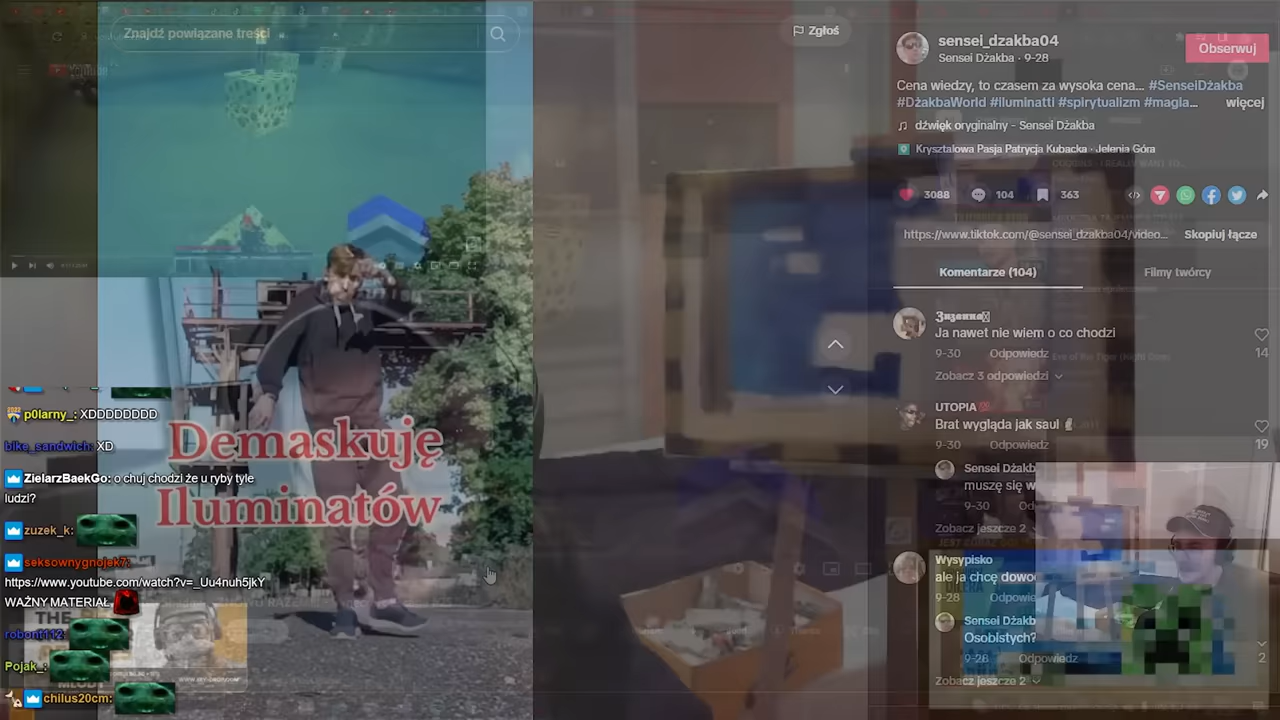 Znajdź powiązane treści
Zgłoś
sensei_dzakba04
Sensei Dżakba · 9-28
Obserwuj
Cena wiedzy, to czasem za wysoka cena... #SenseiDżakba
#DżakbaWorld #iluminatti #spirytualizm #magia... więcej
dźwięk oryginalny - Sensei Dżakba
Kryształowa Pasja Patrycja Kubacka · Jelenia Góra
3088
104
363
https://www.tiktok.com/@sensei_dzakba04/video...
Skopiuj łącze
Komentarze (104)
Filmy twórcy
Ja nawet nie wiem o co chodzi
9-30 Odpowiedz
14
Zobacz 3 odpowiedzi
UTOPIA
Brat wygląda jak saul
9-30 Odpowiedz
19
Sensei Dżakb
muszę się w
9-30 Od
Zobacz jeszcze 2
Wysypisko
ale ja chcę dowo
9-28 Odpowie
Sensei Dżakb
Osobistych?
9-28 Odpowiedz
2
Zobacz jeszcze 2
Demaskuję
Iluminatów
p0larny_: XDDDDDDDD
bike_sandwich: XD
ZielarzBaekGo: o chuj chodzi że u ryby tyle
ludzi?
zuzek_k:
seksownygnojek7:
https://www.youtube.com/watch?v=_Uu4nuh5jkY
WAŻNY MATERIAŁ
robont112:
Pojak_:
chilus20cm: